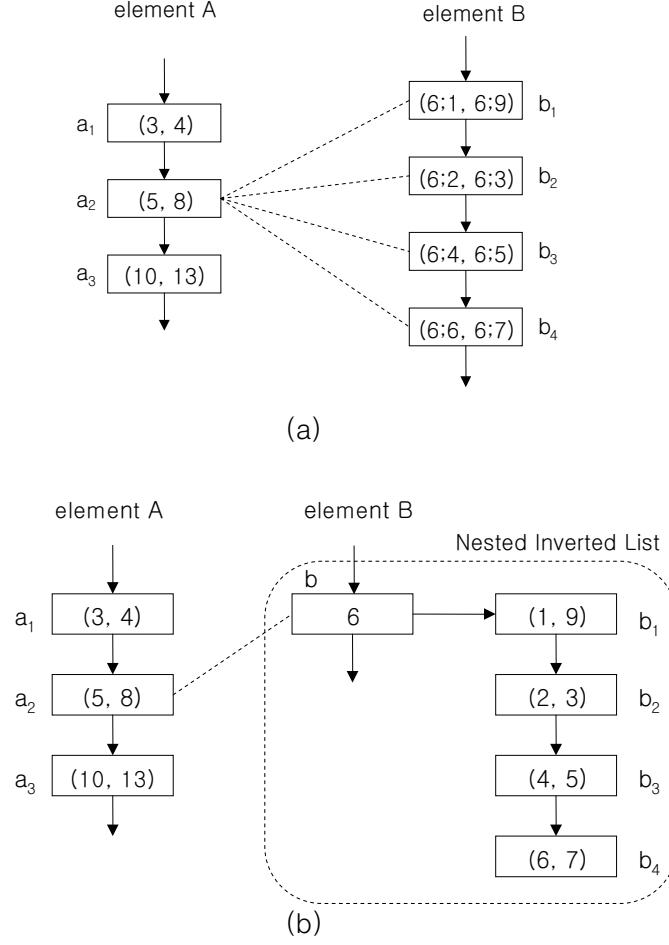 element A element B
a₁ (3, 4) (6;1, 6;9) b₁
a₂ (5, 8) (6;2, 6;3) b₂
a₃ (10, 13) (6;4, 6;5) b₃
(6;6, 6;7) b₄
(a)
element A element B
Nested Inverted List
b
a₁ (3, 4) 6 (1, 9) b₁
a₂ (5, 8) (2, 3) b₂
a₃ (10, 13) (4, 5) b₃
(6, 7) b₄
(b)